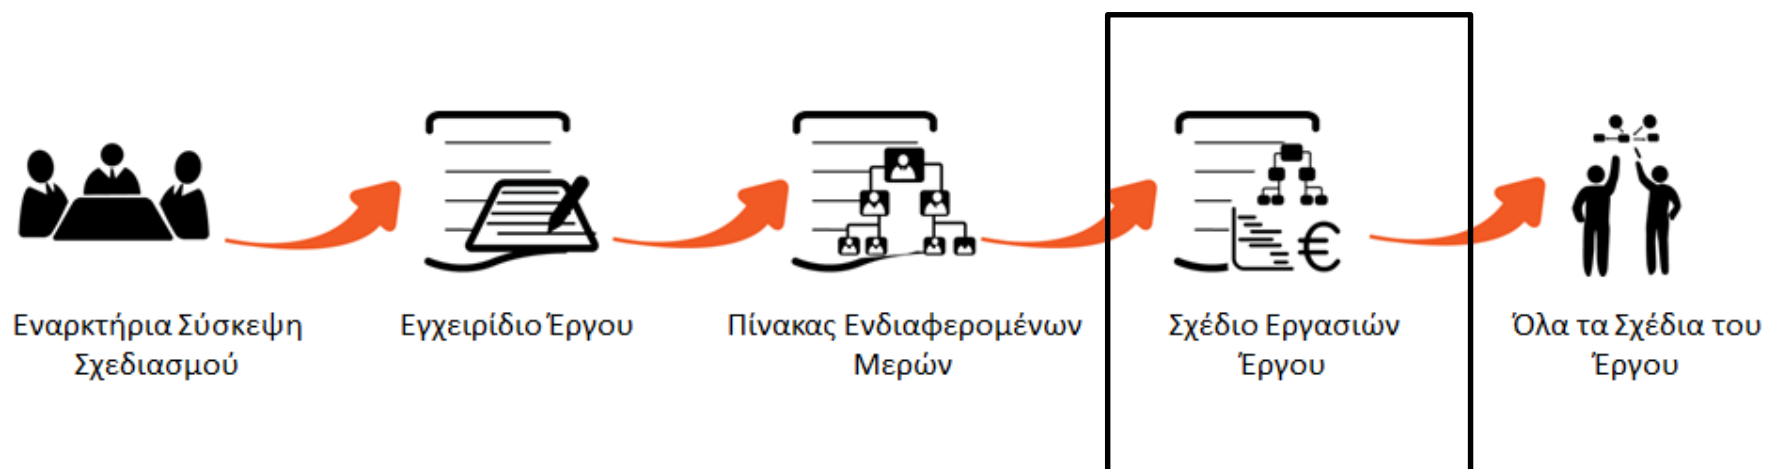 Εναρκτήρια Σύσκεψη
Σχεδιασμού
Εγχειρίδιο Έργου
Πίνακας Ενδιαφερομένων
Μερών
Σχέδιο Εργασιών
Έργου
Όλα τα Σχέδια του
Έργου